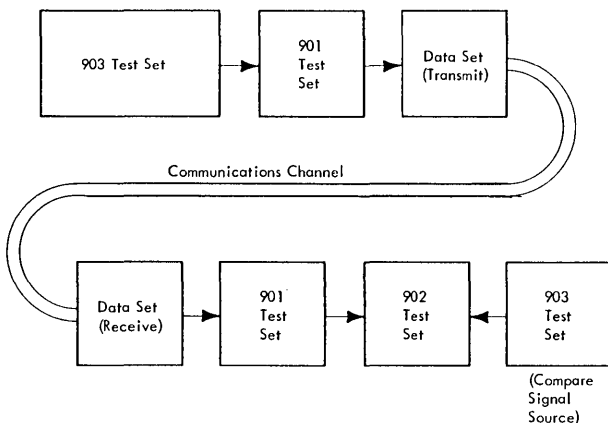 903 Test Set
901
Test
Set
Data Set
(Transmit)
Communications Channel
Data Set
(Receive)
901
Test
Set
902
Test
Set
903
Test
Set
(Compare
Signal
Source)